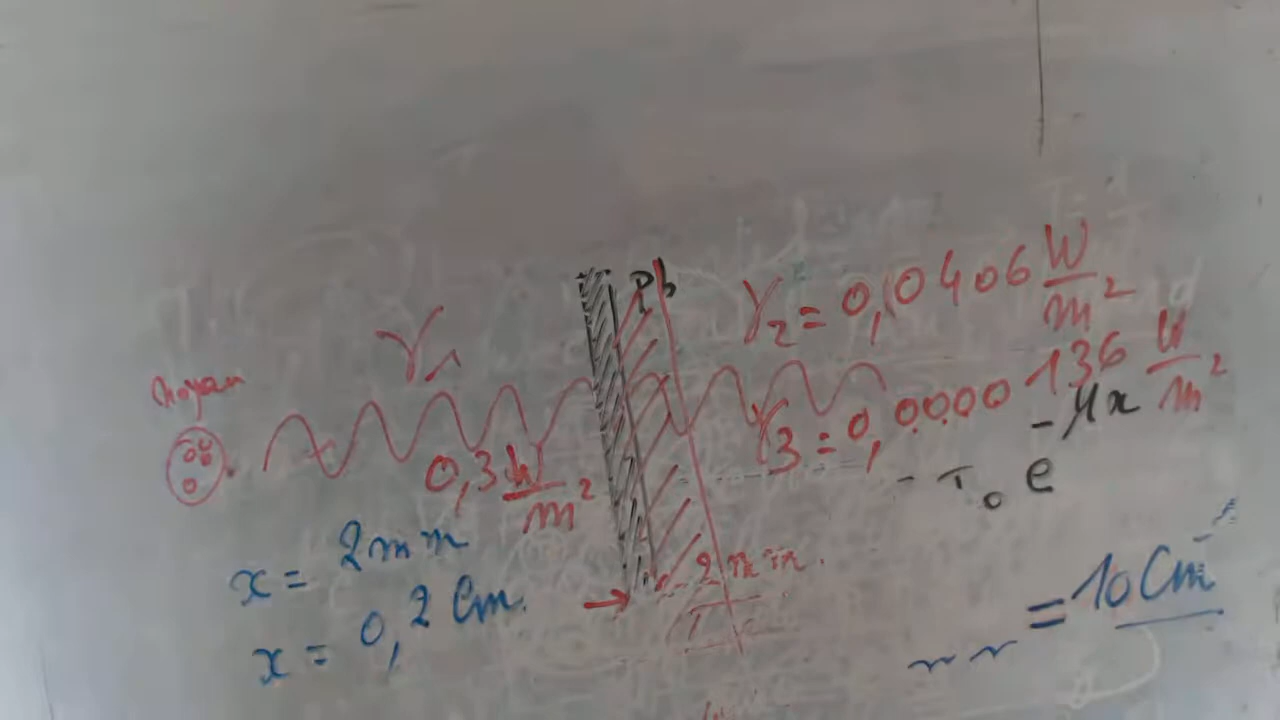 Pb
γ₂ = 0,0406 W/m²
γ₁
Noyau
γ3 = 0,0000136 W/m²
0,3 W/m²
I₀ e^-μx
x = 2mm
2 mm.
x = 0,2 Cm.
= 10 Cm⁻¹